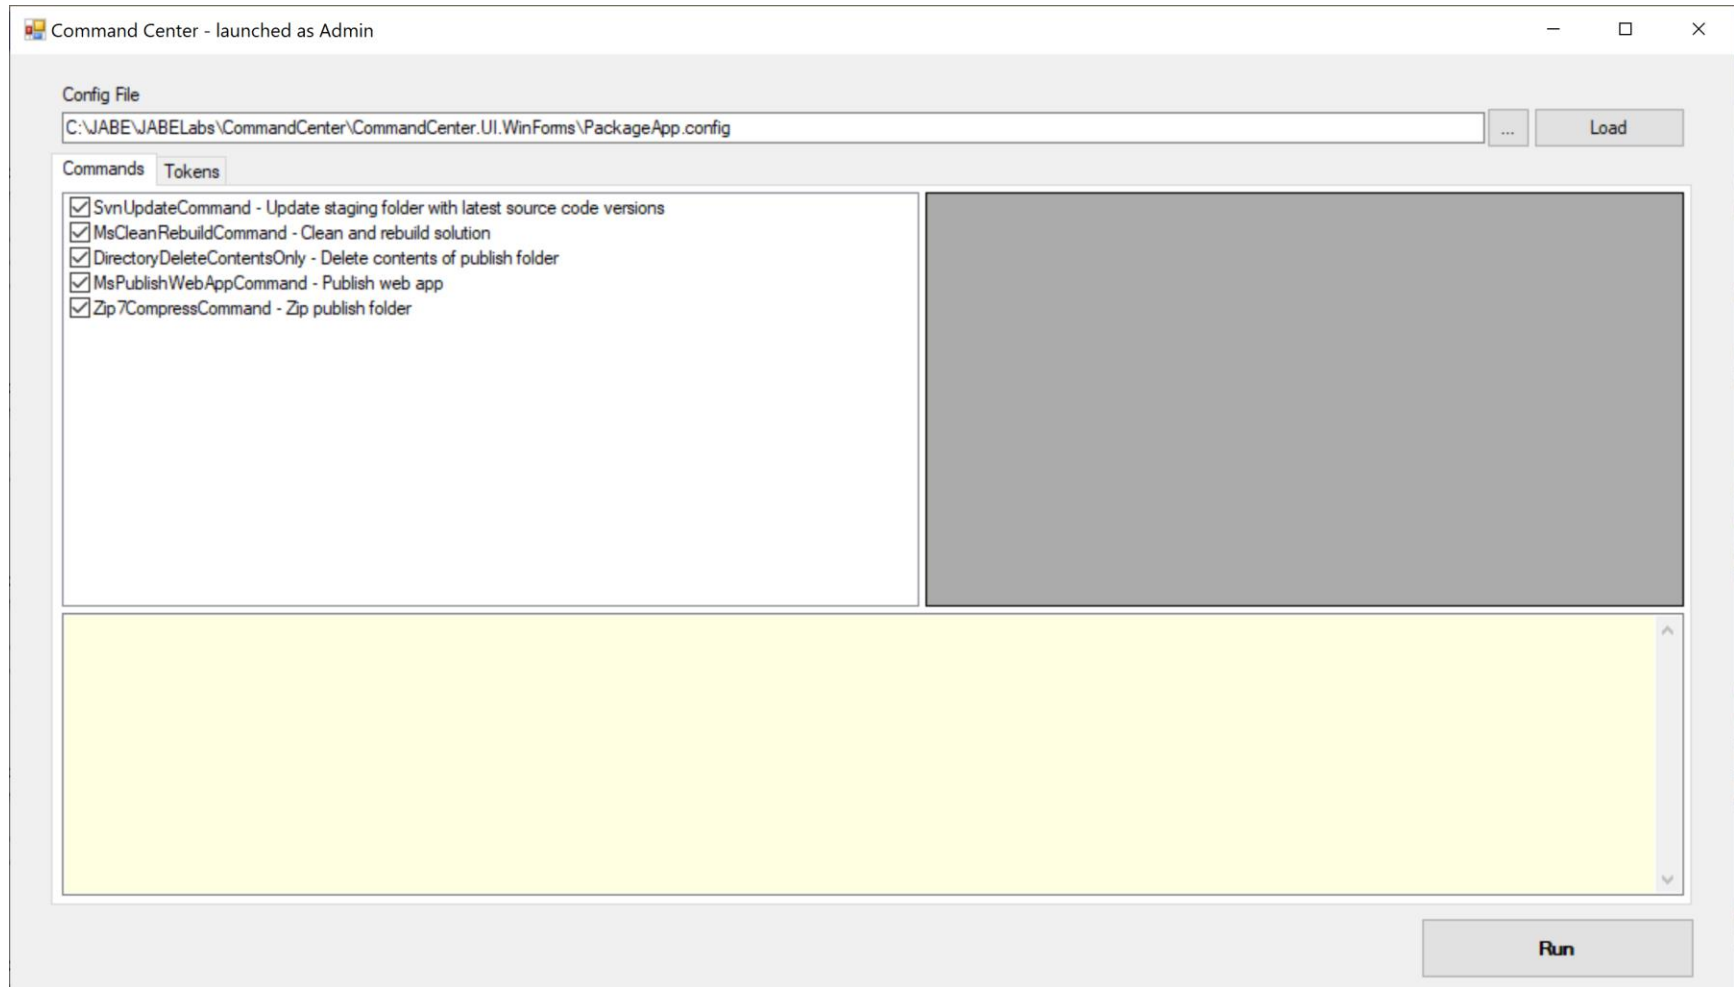 Command Center - launched as Admin
Config File
C:\JABE\JABELabs\CommandCenter\CommandCenter.UI.WinForms\PackageApp.config
...
Load
Commands
Tokens
SvnUpdateCommand - Update staging folder with latest source code versions
MsCleanRebuildCommand - Clean and rebuild solution
DirectoryDeleteContentsOnly - Delete contents of publish folder
MsPublishWebAppCommand - Publish web app
Zip7CompressCommand - Zip publish folder
Run